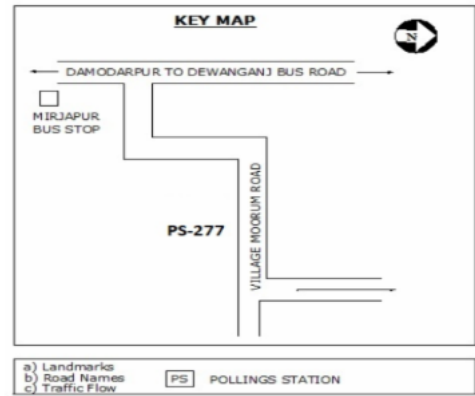 KEY MAP
N
DAMODARPUR TO DEWANGANJ BUS ROAD
MIRJAPUR
BUS STOP
VILLAGE MOORUM ROAD
PS-277
a) Landmarks
b) Road Names
c) Traffic Flow
PS
POLLINGS STATION